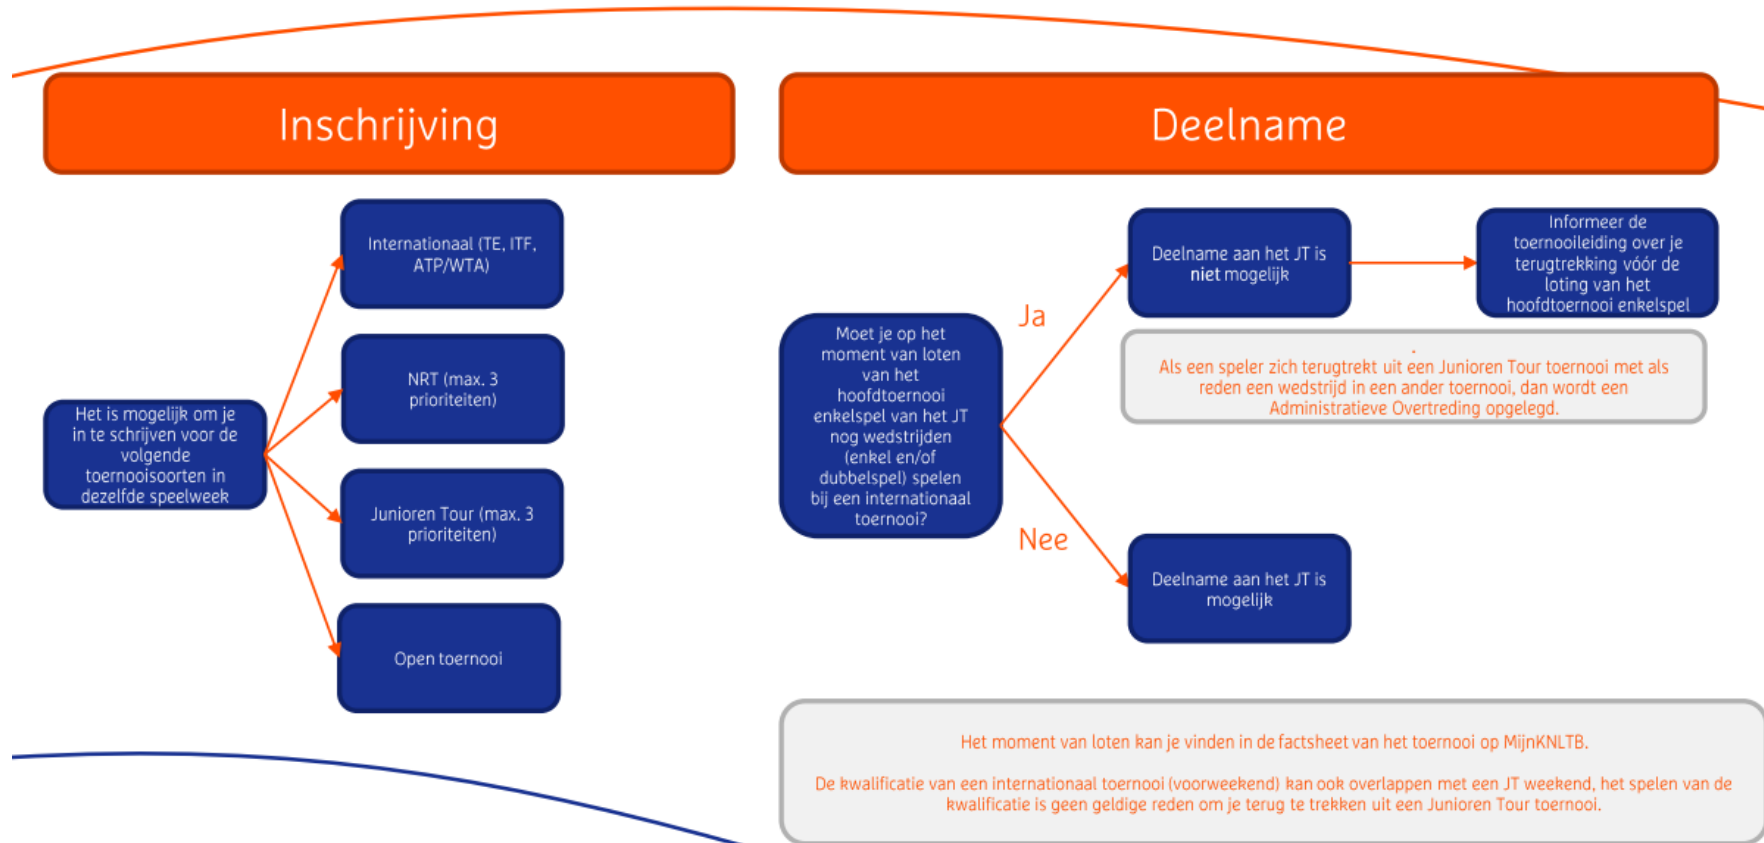 Inschrijving
Het is mogelijk om je
in te schrijven voor de
volgende
toernooisoorten in
dezelfde speelweek
Internationaal (TE, ITF,
ATP/WTA)
NRT (max. 3
prioriteiten)
Junioren Tour (max. 3
prioriteiten)
Open toernooi
Deelname
Moet je op het
moment van loten
van het
hoofdtoernooi
enkelspel van het JT
nog wedstrijden
(enkel en/of
dubbelspel) spelen
bij een internationaal
toernooi?
Ja
Deelname aan het JT is
niet mogelijk
Informeer de
toernooileiding over je
terugtrekking vóór de
loting van het
hoofdtoernooi enkelspel
.
Als een speler zich terugtrekt uit een Junioren Tour toernooi met als
reden een wedstrijd in een ander toernooi, dan wordt een
Administratieve Overtreding opgelegd.
Nee
Deelname aan het JT is
mogelijk
Het moment van loten kan je vinden in de factsheet van het toernooi op MijnKNLTB.
De kwalificatie van een internationaal toernooi (voorweekend) kan ook overlappen met een JT weekend, het spelen van de
kwalificatie is geen geldige reden om je terug te trekken uit een Junioren Tour toernooi.